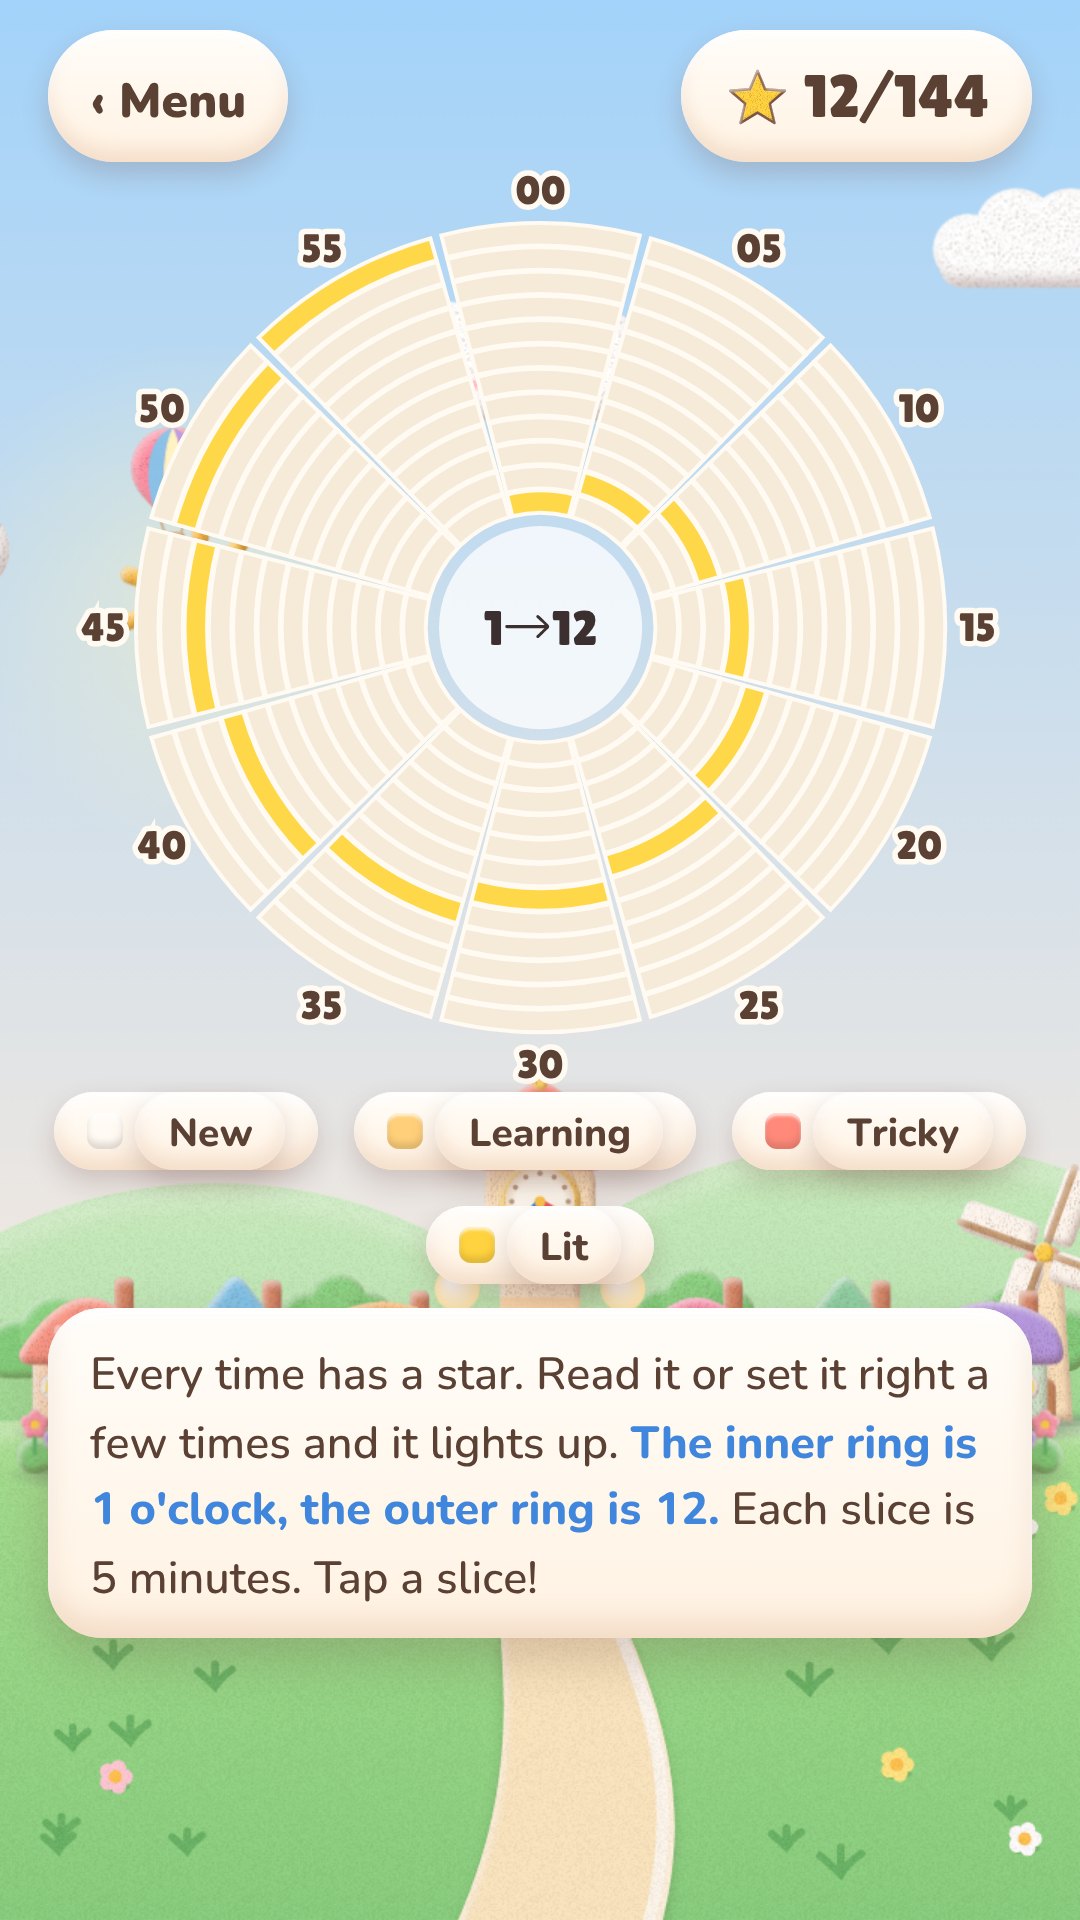 ‹ Menu
12/144
00
55
05
50
10
45
1→12
15
40
20
35
25
30
New
Learning
Tricky
Lit
Every time has a star. Read it or set it right a
few times and it lights up. The inner ring is
1 o'clock, the outer ring is 12. Each slice is
5 minutes. Tap a slice!